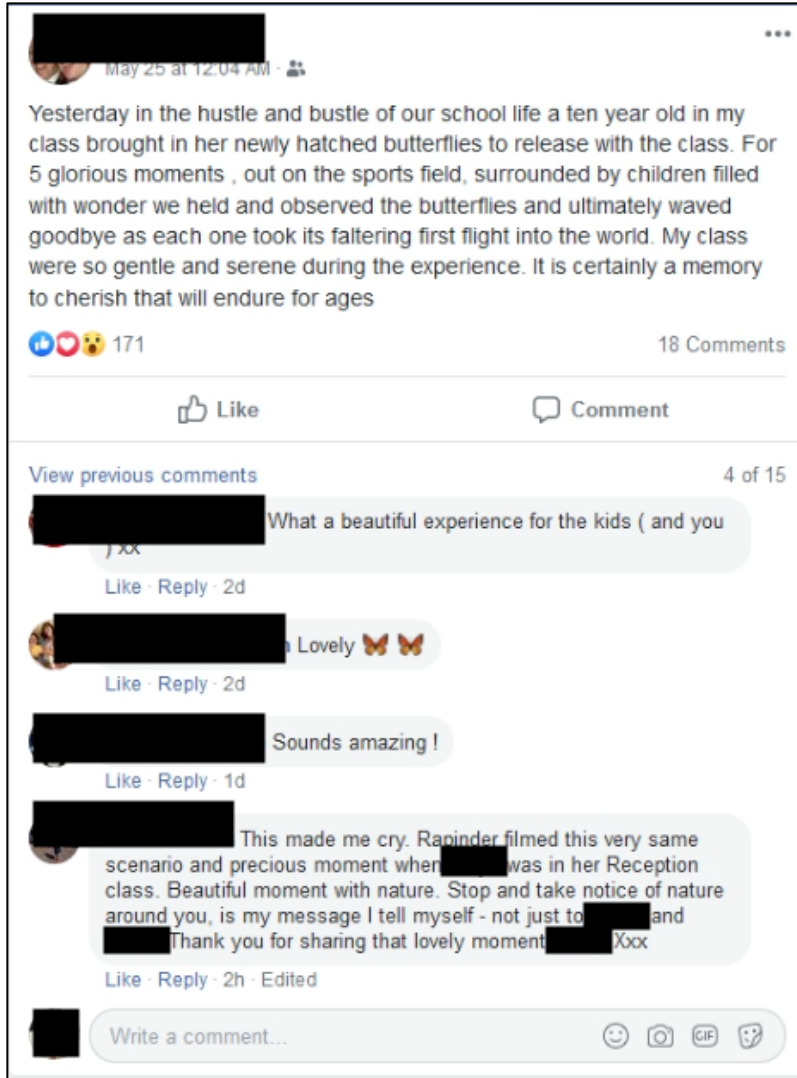 May 25 at 12:04 AM ·
Yesterday in the hustle and bustle of our school life a ten year old in my
class brought in her newly hatched butterflies to release with the class. For
5 glorious moments , out on the sports field, surrounded by children filled
with wonder we held and observed the butterflies and ultimately waved
goodbye as each one took its faltering first flight into the world. My class
were so gentle and serene during the experience. It is certainly a memory
to cherish that will endure for ages
171
18 Comments
Like
Comment
View previous comments
4 of 15
What a beautiful experience for the kids ( and you
) xx
Like · Reply · 2d
Lovely 🦋 🦋
Like · Reply · 2d
Sounds amazing !
Like · Reply · 1d
This made me cry. Rapinder filmed this very same
scenario and precious moment when was in her Reception
class. Beautiful moment with nature. Stop and take notice of nature
around you, is my message I tell myself - not just to and
Thank you for sharing that lovely moment Xxx
Like · Reply · 2h · Edited
Write a comment...
GIF